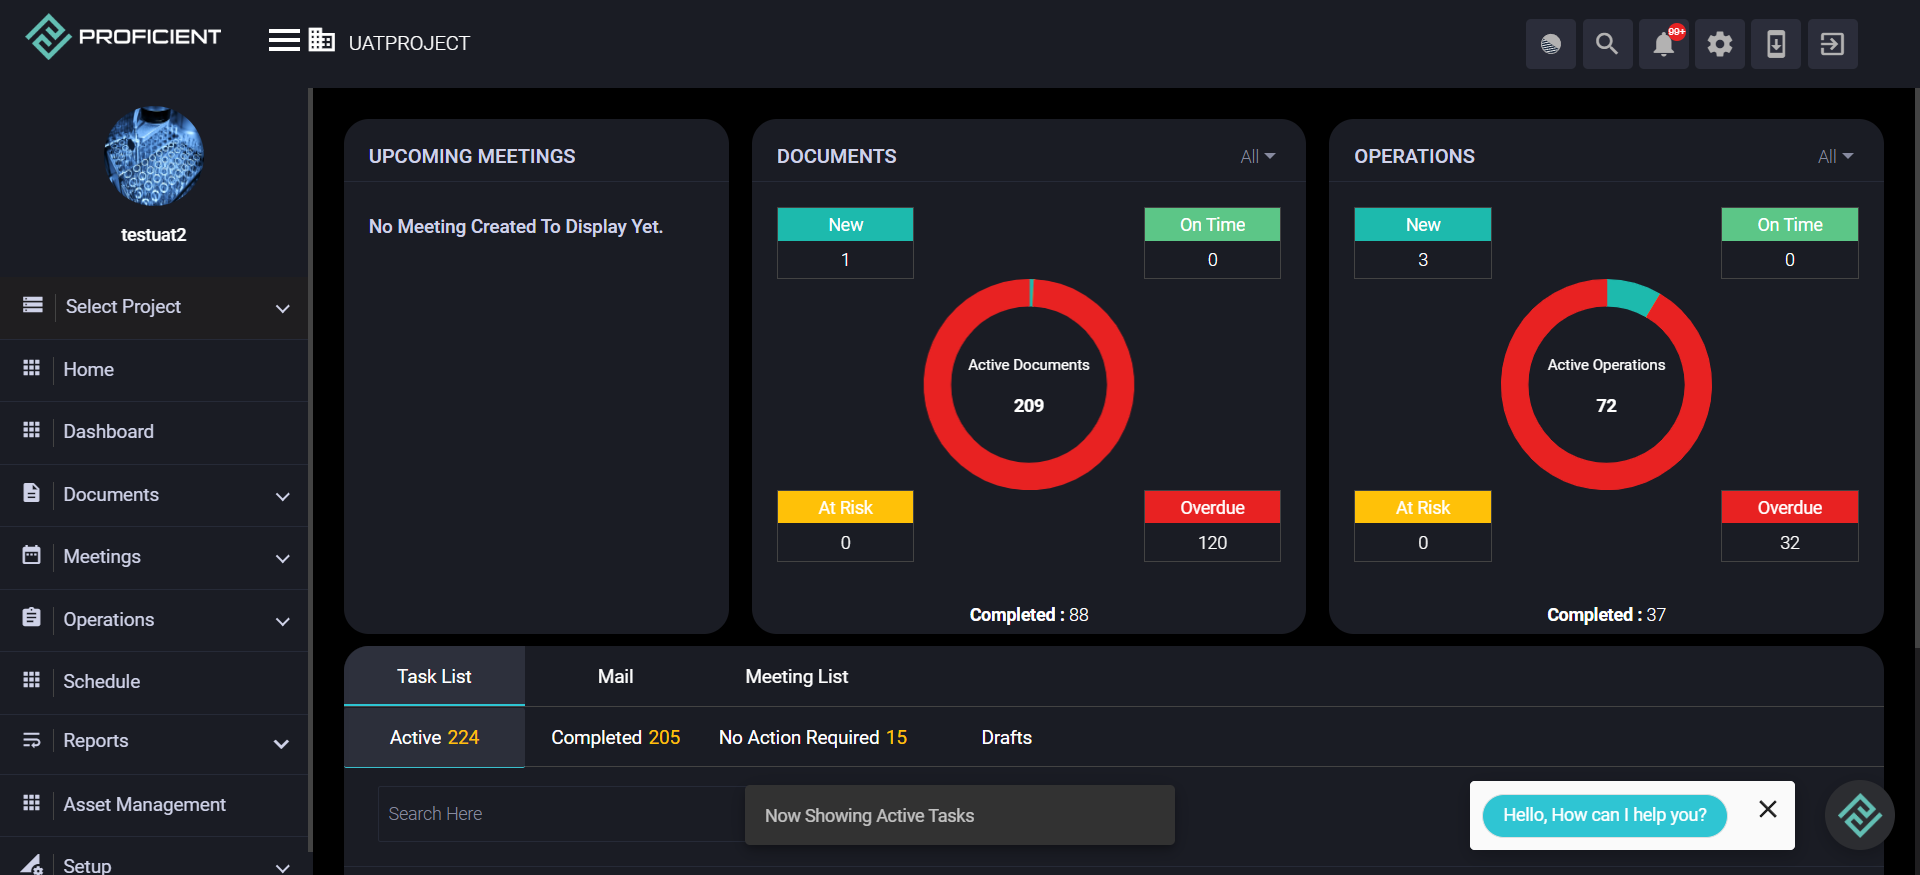 PROFICIENT
UATPROJECT
99+
testuat2
Select Project
Home
Dashboard
Documents
Meetings
Operations
Schedule
Reports
Asset Management
Setup
UPCOMING MEETINGS
No Meeting Created To Display Yet.
DOCUMENTS
All
New
1
On Time
0
Active Documents
209
At Risk
0
Overdue
120
Completed : 88
OPERATIONS
All
New
3
On Time
0
Active Operations
72
At Risk
0
Overdue
32
Completed : 37
Task List Mail Meeting List
Active 224 Completed 205 No Action Required 15 Drafts
Search Here
Now Showing Active Tasks
Hello, How can I help you?